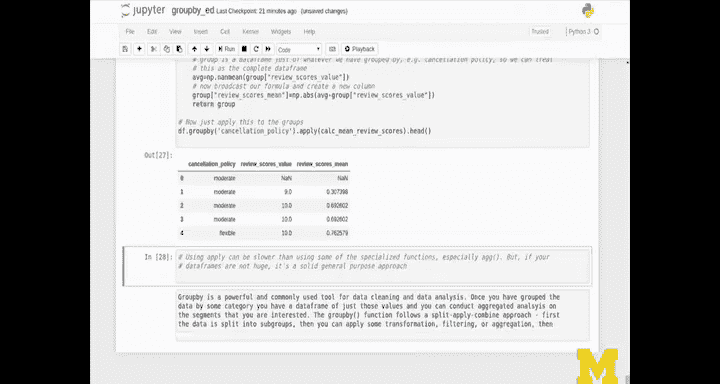 jupyter groupby_ed Last Checkpoint: 21 minutes ago (unsaved changes)
File Edit View Insert Cell Kernel Widgets Help Trusted Python 3
Run Code Playback
# group is a dataframe just of whatever we have grouped by, e.g. cancellation policy, so we can treat
# this as the complete dataframe
avg=np.nanmean(group["review_scores_value"])
# now broadcast our formula and create a new column
group["review_scores_mean"]=np.abs(avg-group["review_scores_value"])
return group
# Now just apply this to the groups
df.groupby('cancellation_policy').apply(calc_mean_review_scores).head()
Out[27]:
cancellation_policy review_scores_value review_scores_mean
0 moderate NaN NaN
1 moderate 9.0 0.307398
2 moderate 10.0 0.692602
3 moderate 10.0 0.692602
4 flexible 10.0 0.762579
In [28]: # Using apply can be slower than using some of the specialized functions, especially agg(). But, if your
# dataframes are not huge, it's a solid general purpose approach
Groupby is a powerful and commonly used tool for data cleaning and data analysis. Once you have grouped the
data by some category you have a dataframe of just those values and you can conduct aggregated analsyis on
the segments that you are interested. The groupby() function follows a split-apply-combine approach - first
the data is split into subgroups, then you can apply some transformation, filtering, or aggregation, then
M